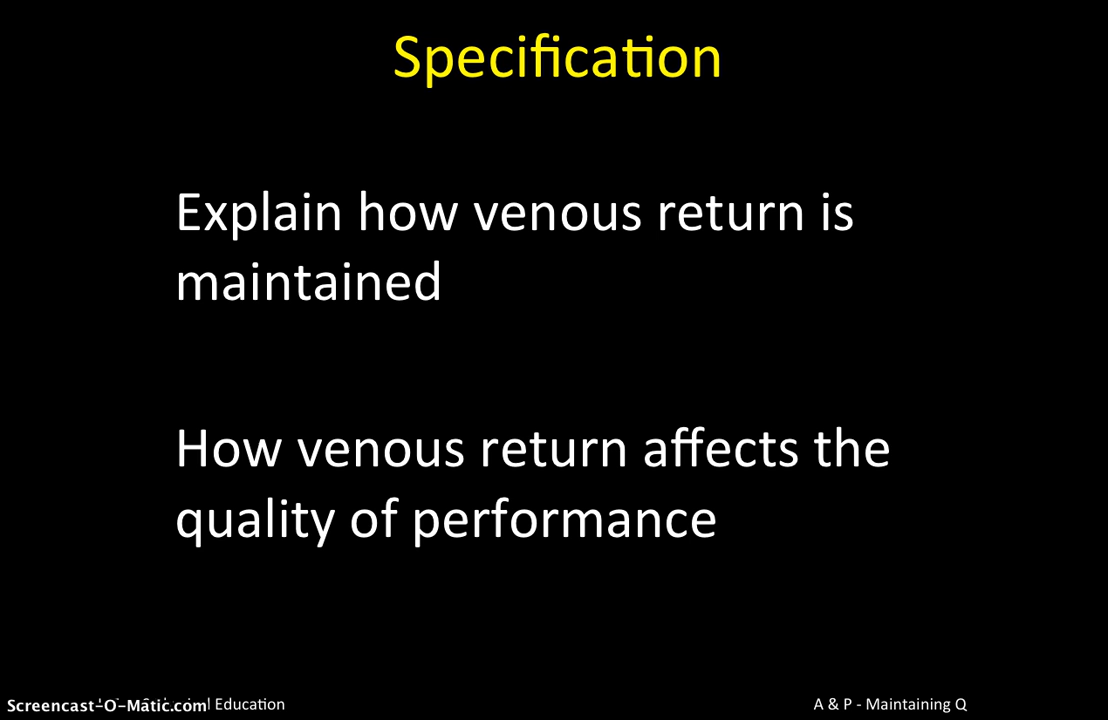 Specification
Explain how venous return is
maintained
How venous return affects the
quality of performance
Screencast-O-Matic.com
Education
A & P - Maintaining Q